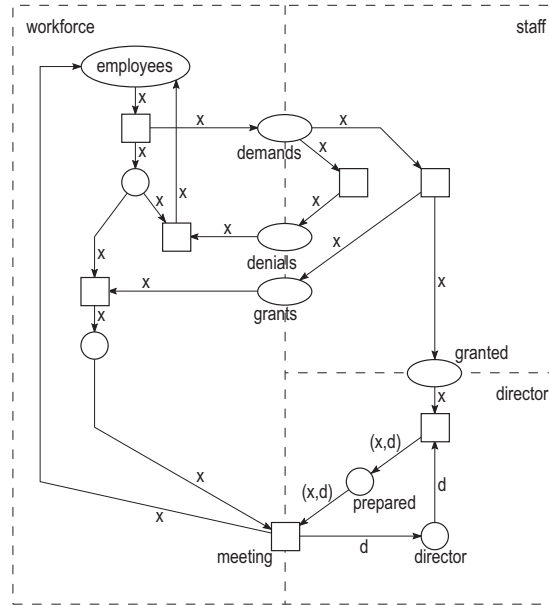 workforce
staff
employees
x
x
x
x
demands
x
x
x
x
x
x
x
denials
x
x
x
x
grants
x
granted
director
x
(x,d)
x
(x,d)
prepared
d
x
meeting
d
director